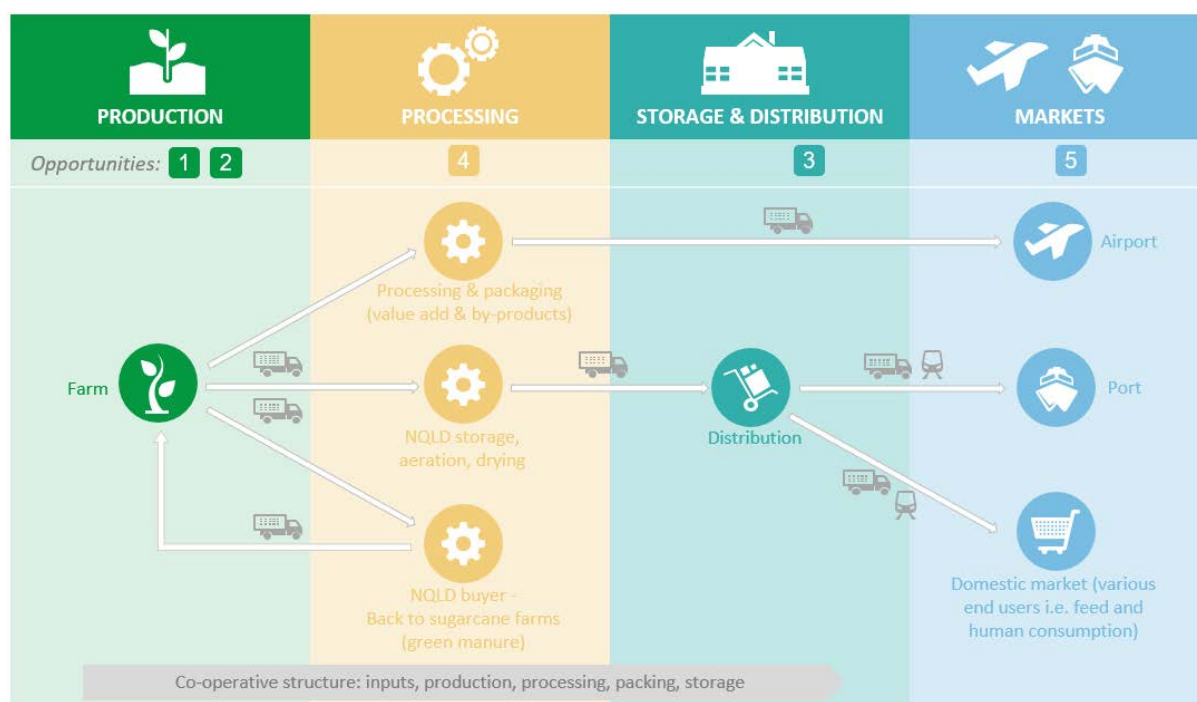 PRODUCTION
PROCESSING
STORAGE & DISTRIBUTION
MARKETS
Opportunities: 1 2
4
3
5
Processing & packaging
(value add & by-products)
Airport
Farm
NQLD storage,
aeration, drying
Distribution
Port
NQLD buyer -
Back to sugarcane farms
(green manure)
Domestic market (various
end users i.e. feed and
human consumption)
Co-operative structure: inputs, production, processing, packing, storage